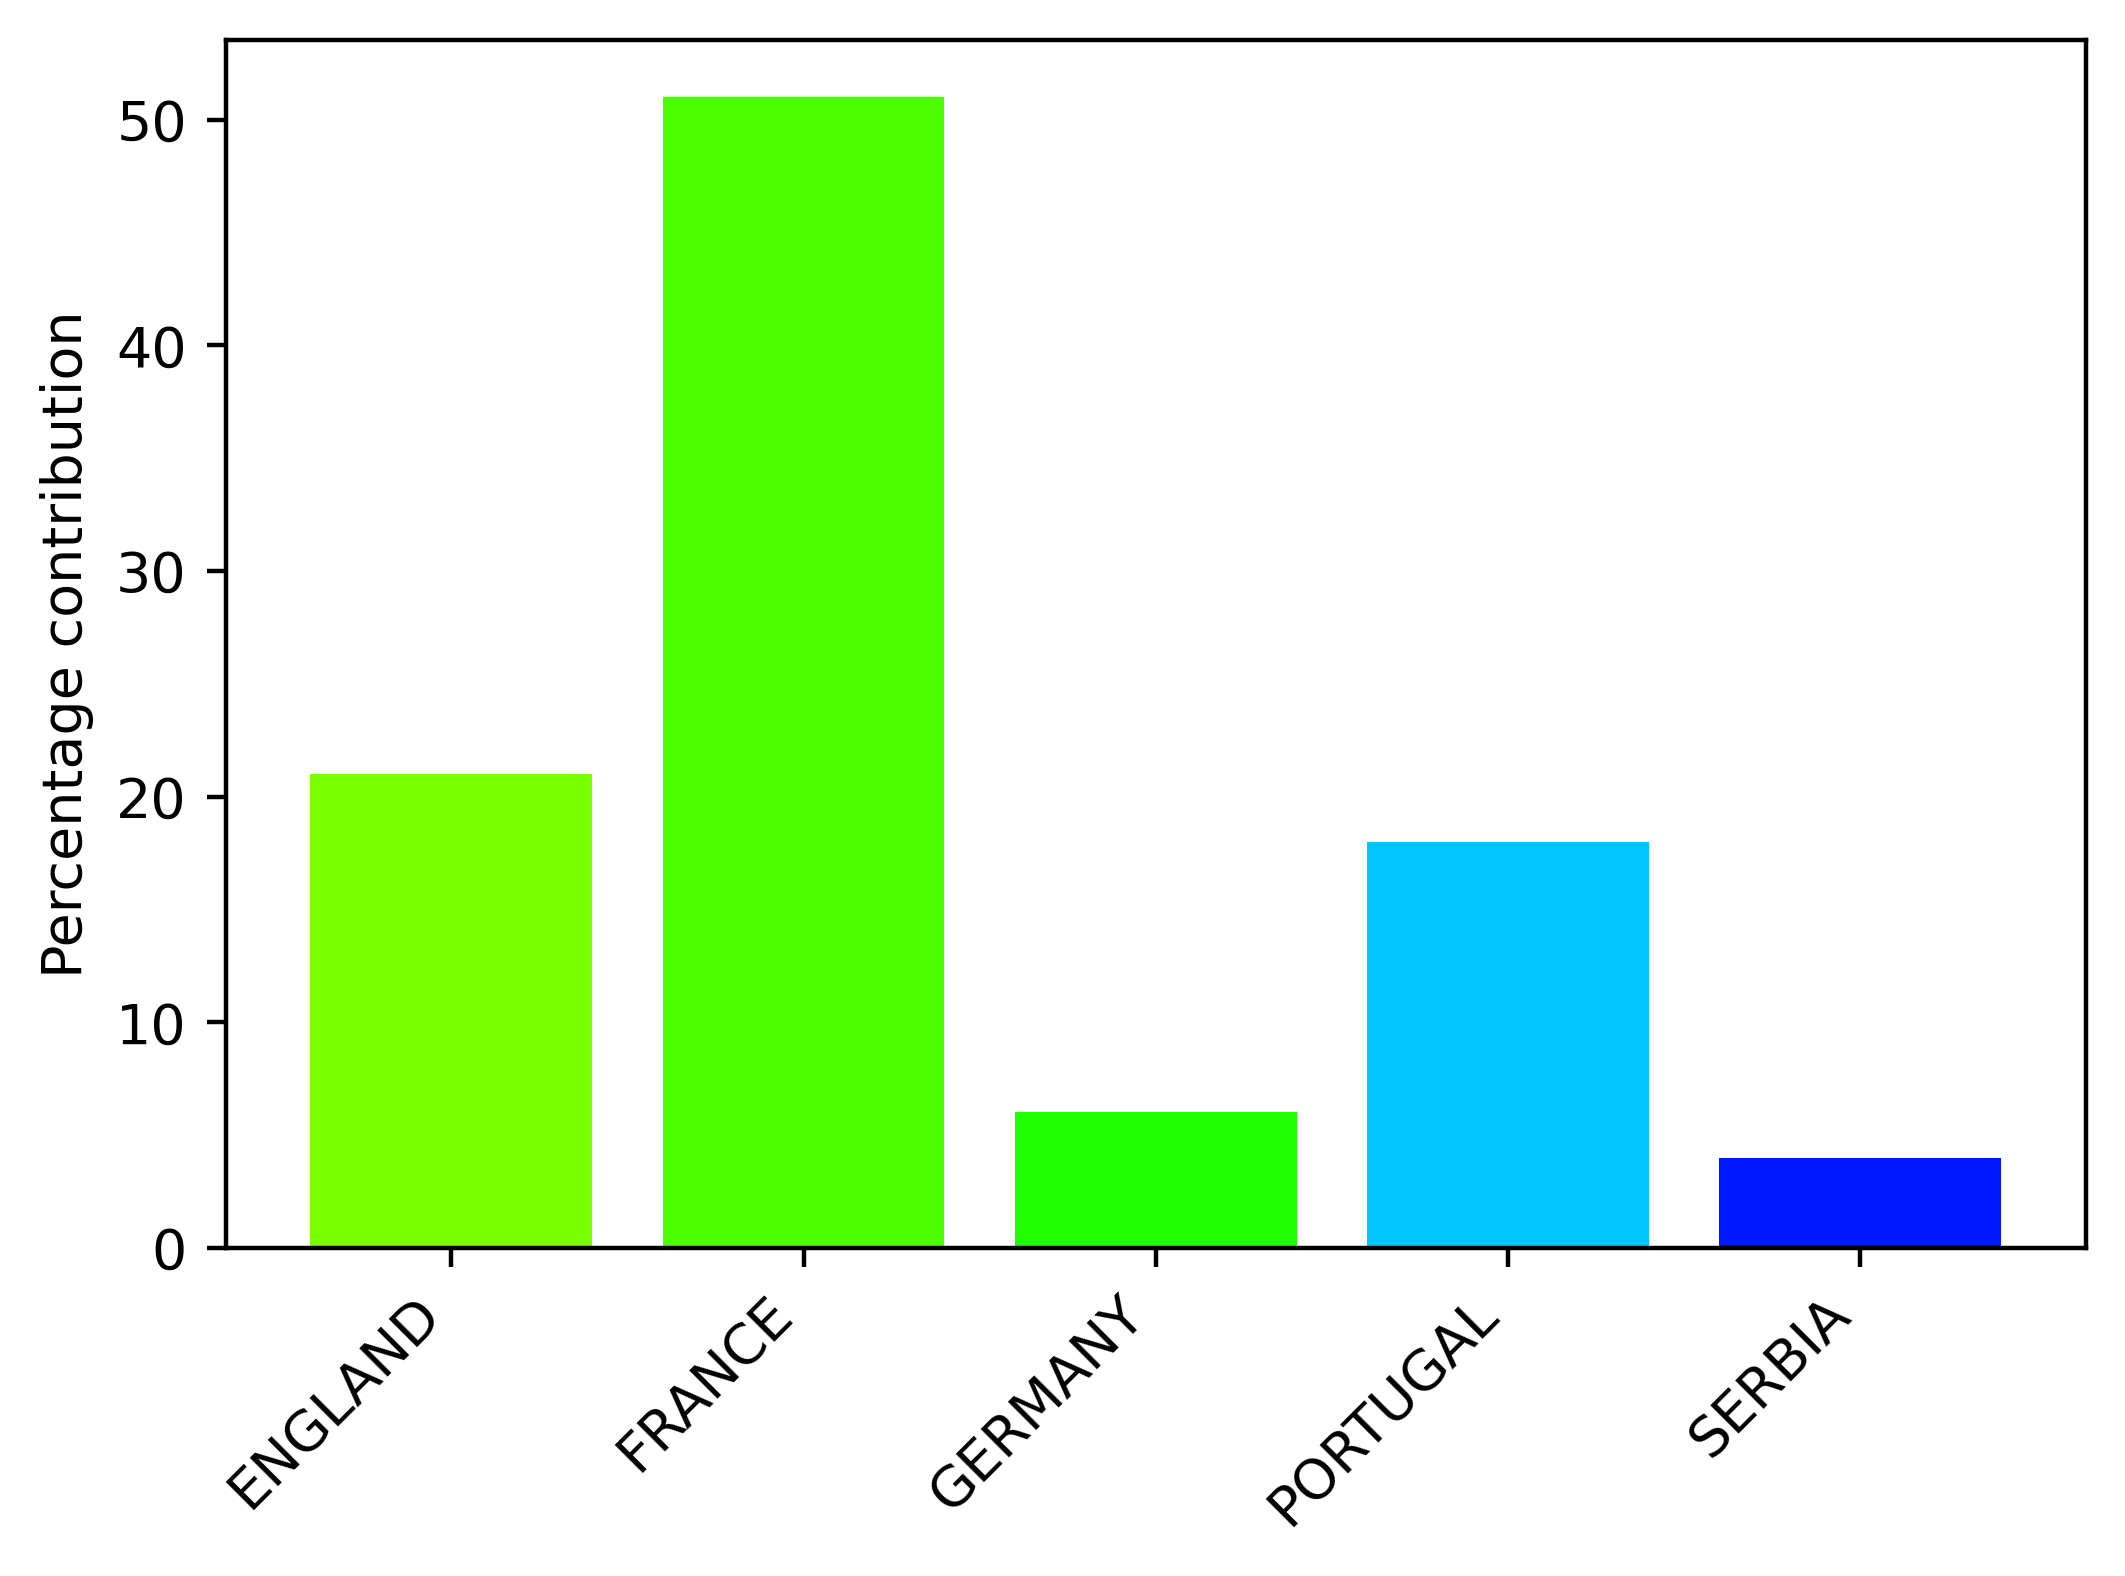 Percentage contribution
50
40
30
20
10
0
ENGLAND
FRANCE
GERMANY
PORTUGAL
SERBIA